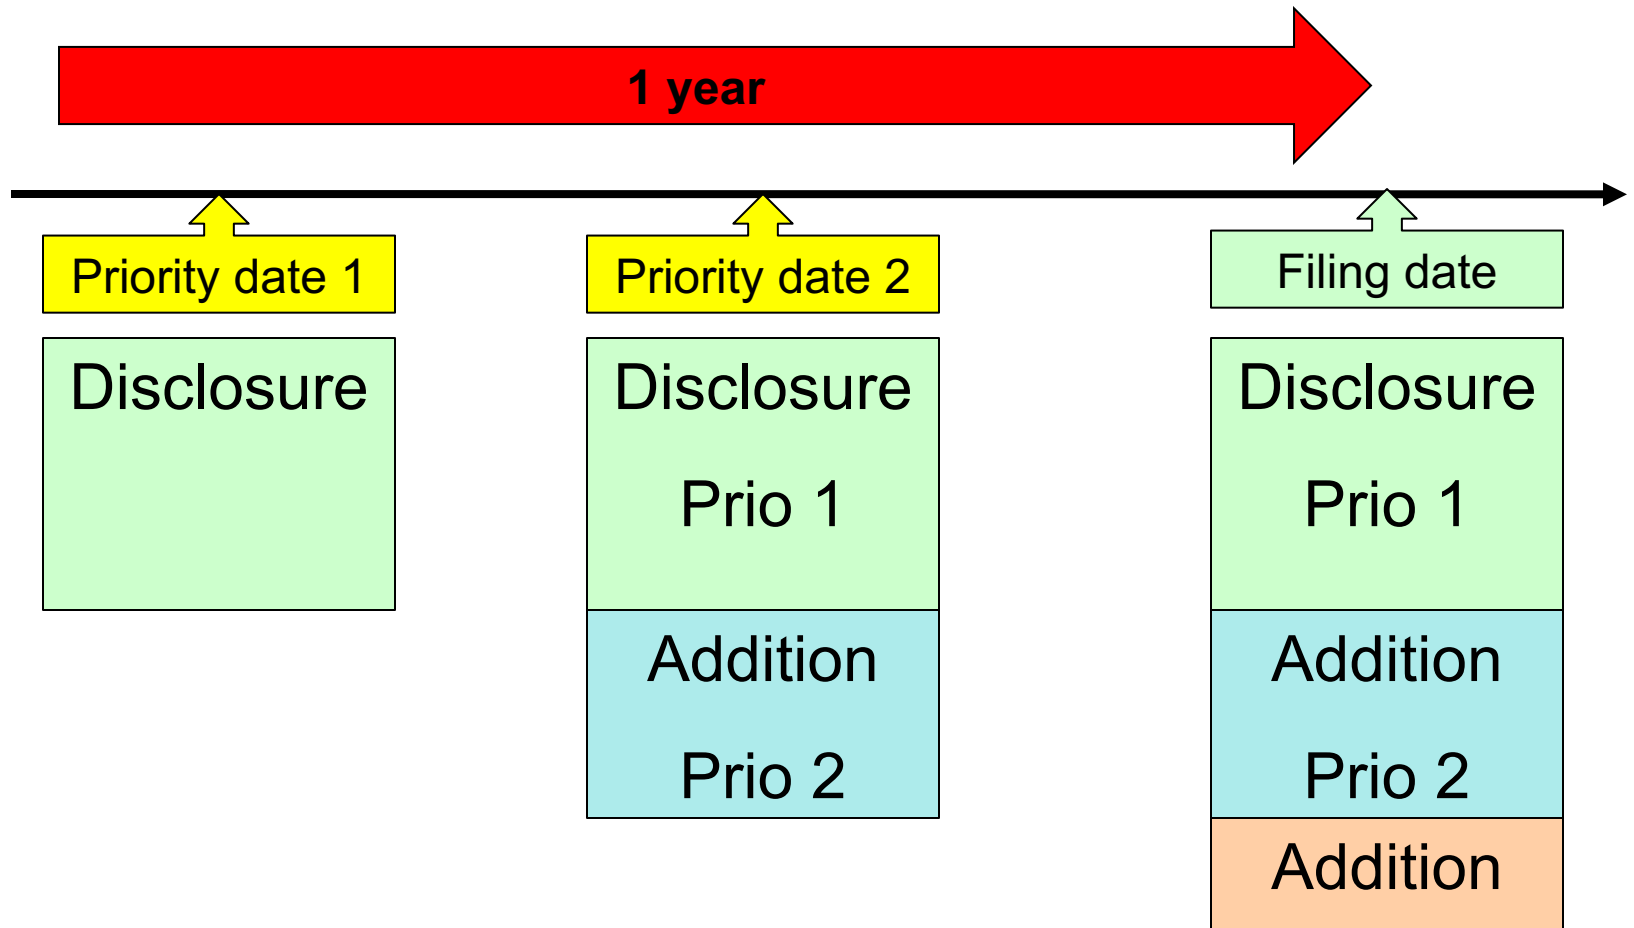 1 year
Priority date 1
Priority date 2
Filing date
Disclosure
Disclosure
Prio 1
Addition
Prio 2
Disclosure
Prio 1
Addition
Prio 2
Addition